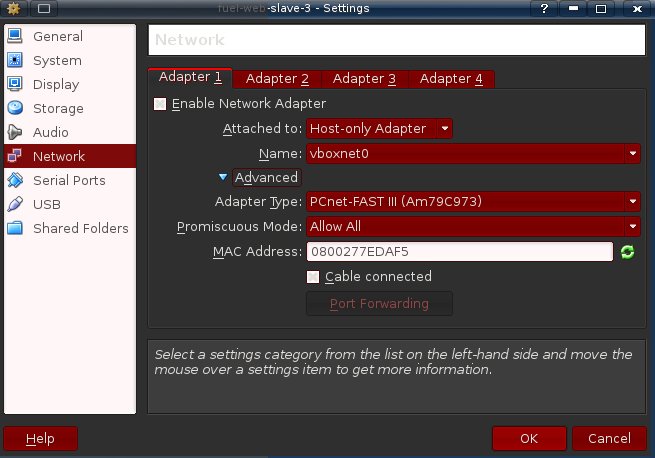 fuel-web-slave-3 - Settings
General
System
Display
Storage
Audio
Network
Serial Ports
USB
Shared Folders
Network
Adapter 1 Adapter 2 Adapter 3 Adapter 4
Enable Network Adapter
Attached to: Host-only Adapter
Name: vboxnet0
Advanced
Adapter Type: PCnet-FAST III (Am79C973)
Promiscuous Mode: Allow All
MAC Address: 0800277EDAF5
Cable connected
Port Forwarding
Select a settings category from the list on the left-hand side and move the
mouse over a settings item to get more information.
Help OK Cancel